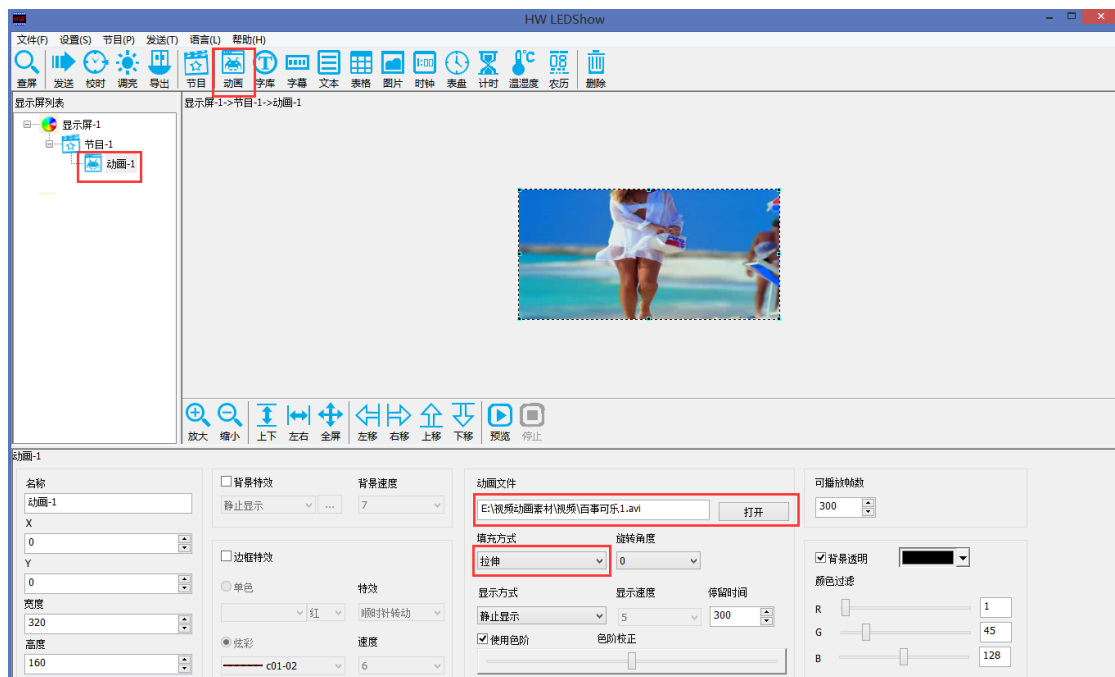 HW LEDShow
文件(F) 设置(S) 节目(P) 发送(T) 语言(L) 帮助(H)
查屏 发送 校时 调亮 导出 节目 动画 字库 字幕 文本 表格 图片 时钟 表盘 计时 温湿度 农历 删除
显示屏列表
显示屏-1
节目-1
动画-1
显示屏-1->节目-1->动画-1
放大 缩小 上下 左右 全屏 左移 右移 上移 下移 预览 停止
动画-1
名称
动画-1
X
0
Y
0
宽度
320
高度
160
背景特效 背景速度
静止显示 ... 7
边框特效
单色 特效
红 顺时针转动
炫彩 速度
c01-02 6
动画文件
E:\视频动画素材\视频\百事可乐1.avi 打开
填充方式 旋转角度
拉伸 0
显示方式 显示速度 停留时间
静止显示 5 300
使用色阶 色阶校正
可播放帧数
300
背景透明
颜色过滤
R 1
G 45
B 128